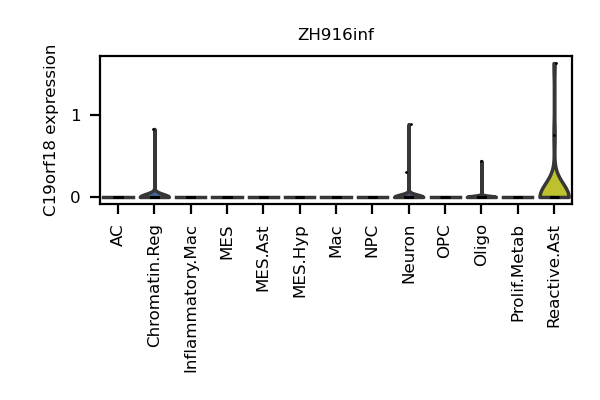 ZH916inf
C19orf18 expression
1
0
AC
Chromatin.Reg
Inflammatory.Mac
MES
MES.Ast
MES.Hyp
Mac
NPC
Neuron
OPC
Oligo
Prolif.Metab
Reactive.Ast